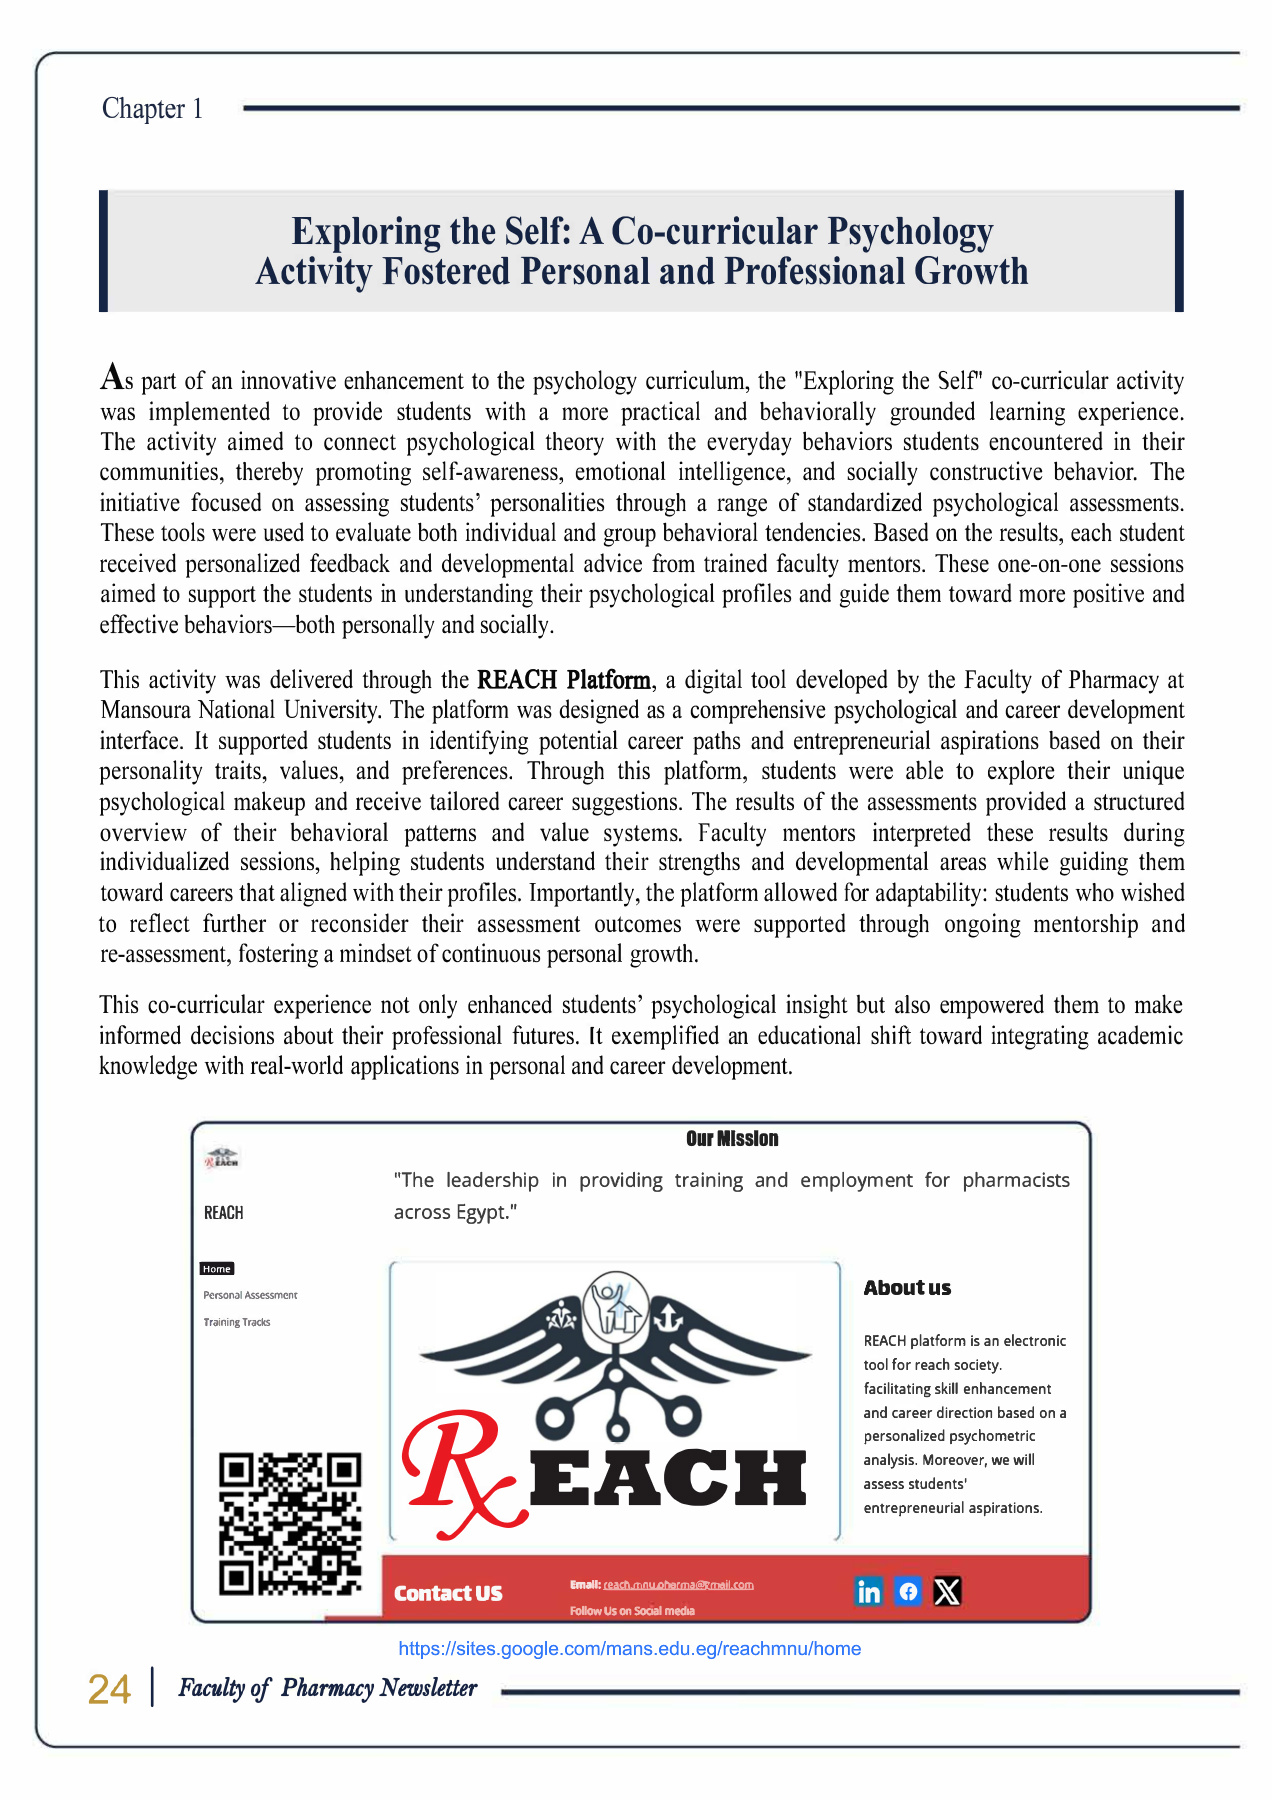 Chapter 1
Exploring the Self: A Co-curricular Psychology
Activity Fostered Personal and Professional Growth
As part of an innovative enhancement to the psychology curriculum, the "Exploring the Self" co-curricular activity
was implemented to provide students with a more practical and behaviorally grounded learning experience.
The activity aimed to connect psychological theory with the everyday behaviors students encountered in their
communities, thereby promoting self-awareness, emotional intelligence, and socially constructive behavior. The
initiative focused on assessing students’ personalities through a range of standardized psychological assessments.
These tools were used to evaluate both individual and group behavioral tendencies. Based on the results, each student
received personalized feedback and developmental advice from trained faculty mentors. These one-on-one sessions
aimed to support the students in understanding their psychological profiles and guide them toward more positive and
effective behaviors—both personally and socially.
This activity was delivered through the REACH Platform, a digital tool developed by the Faculty of Pharmacy at
Mansoura National University. The platform was designed as a comprehensive psychological and career development
interface. It supported students in identifying potential career paths and entrepreneurial aspirations based on their
personality traits, values, and preferences. Through this platform, students were able to explore their unique
psychological makeup and receive tailored career suggestions. The results of the assessments provided a structured
overview of their behavioral patterns and value systems. Faculty mentors interpreted these results during
individualized sessions, helping students understand their strengths and developmental areas while guiding them
toward careers that aligned with their profiles. Importantly, the platform allowed for adaptability: students who wished
to reflect further or reconsider their assessment outcomes were supported through ongoing mentorship and
re-assessment, fostering a mindset of continuous personal growth.
This co-curricular experience not only enhanced students’ psychological insight but also empowered them to make
informed decisions about their professional futures. It exemplified an educational shift toward integrating academic
knowledge with real-world applications in personal and career development.
Our Mission
"The leadership in providing training and employment for pharmacists
across Egypt."
REACH
REACH
Home
Personal Assessment
Training Tracks
RxEACH
About us
REACH platform is an electronic
tool for reach society.
facilitating skill enhancement
and career direction based on a
personalized psychometric
analysis. Moreover, we will
assess students'
entrepreneurial aspirations.
Contact US
Email: reach.mnu.pharma@gmail.com
Follow Us on Social media
in
https://sites.google.com/mans.edu.eg/reachmnu/home
24 Faculty of Pharmacy Newsletter